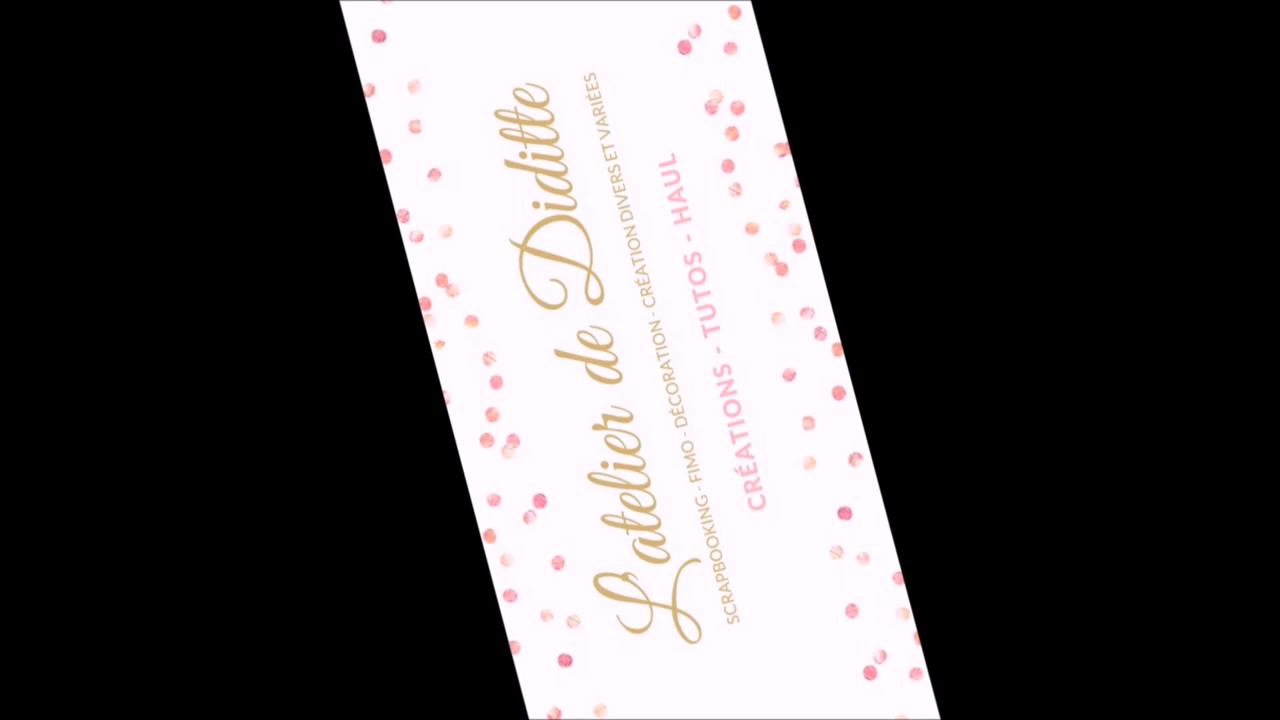 L'atelier de Diditte
SCRAPBOOKING - FIMO - DÉCORATION - CRÉATION DIVERS ET VARIÉES
CRÉATIONS - TUTOS - HAUL